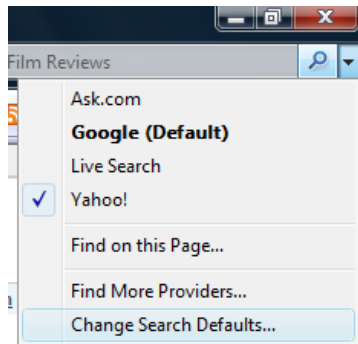 Film Reviews
Ask.com
Google (Default)
Live Search
Yahoo!
Find on this Page...
Find More Providers...
Change Search Defaults...